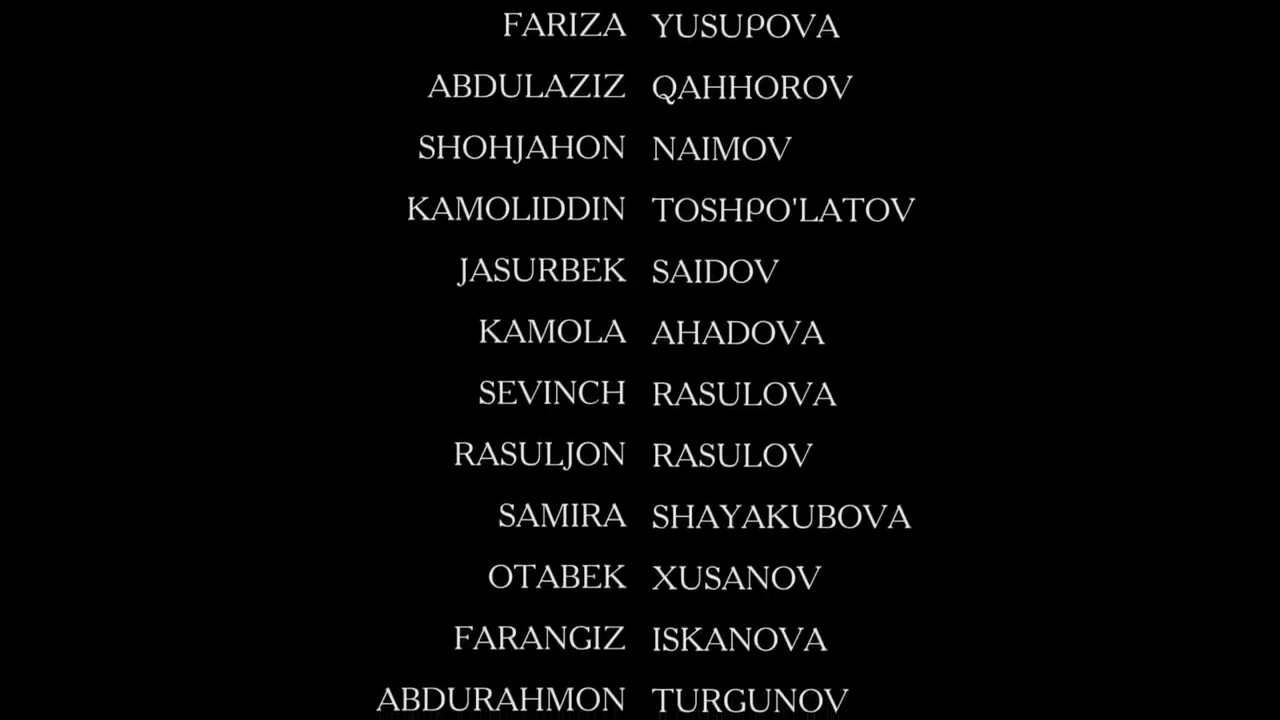 FARIZA YUSUPOVA
ABDULAZIZ QAHHOROV
SHOHJAHON NAIMOV
KAMOLIDDIN TOSHPO'LATOV
JASURBEK SAIDOV
KAMOLA AHADOVA
SEVINCH RASULOVA
RASULJON RASULOV
SAMIRA SHAYAKUBOVA
OTABEK XUSANOV
FARANGIZ ISKANOVA
ABDURAHMON TURGUNOV